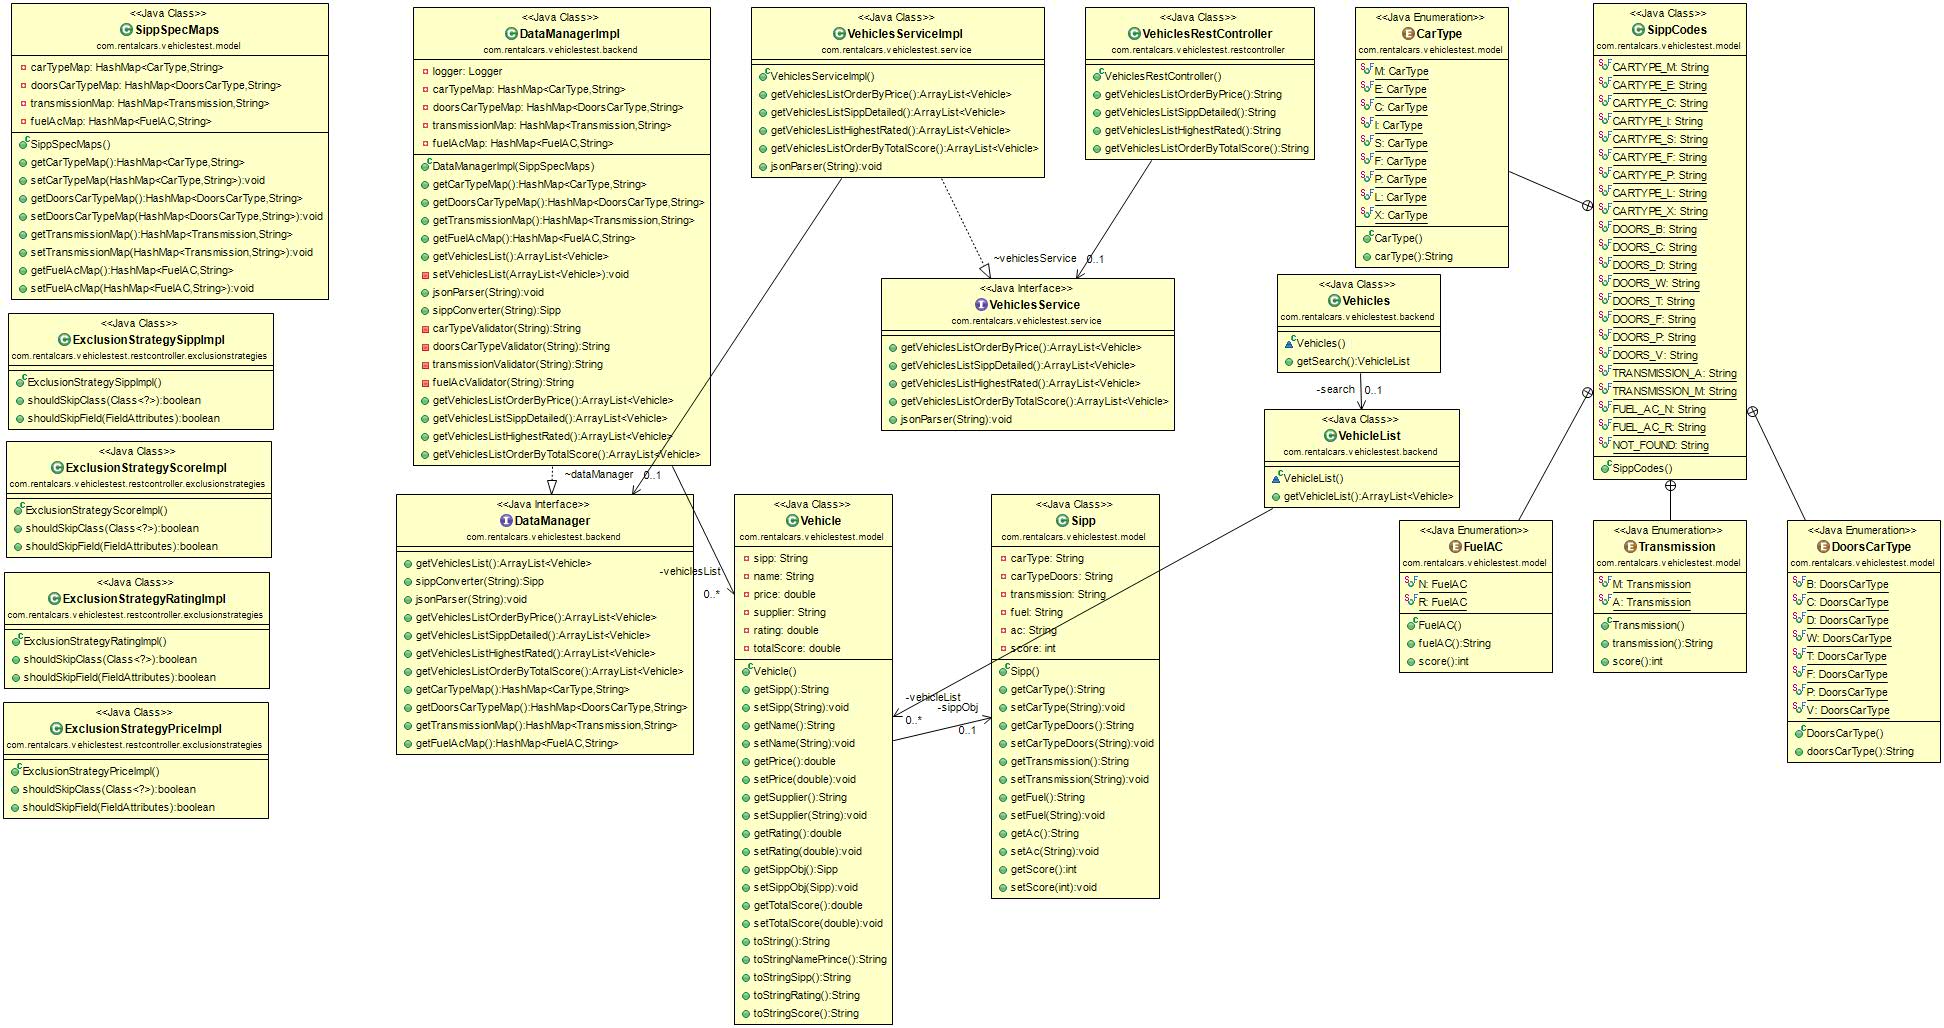 <<Java Class>>
SippSpecMaps
com.rentalcars.vehiclestest.model
carTypeMap: HashMap<CarType,String>
doorsCarTypeMap: HashMap<DoorsCarType,String>
transmissionMap: HashMap<Transmission,String>
fuelAcMap: HashMap<FuelAC,String>
SippSpecMaps()
getCarTypeMap():HashMap<CarType,String>
setCarTypeMap(HashMap<CarType,String>):void
getDoorsCarTypeMap():HashMap<DoorsCarType,String>
setDoorsCarTypeMap(HashMap<DoorsCarType,String>):void
getTransmissionMap():HashMap<Transmission,String>
setTransmissionMap(HashMap<Transmission,String>):void
getFuelAcMap():HashMap<FuelAC,String>
setFuelAcMap(HashMap<FuelAC,String>):void
<<Java Class>>
ExclusionStrategySippImpl
com.rentalcars.vehiclestest.restcontroller.exclusionstrategies
ExclusionStrategySippImpl()
shouldSkipClass(Class<?>):boolean
shouldSkipField(FieldAttributes):boolean
<<Java Class>>
ExclusionStrategyScoreImpl
com.rentalcars.vehiclestest.restcontroller.exclusionstrategies
ExclusionStrategyScoreImpl()
shouldSkipClass(Class<?>):boolean
shouldSkipField(FieldAttributes):boolean
<<Java Class>>
ExclusionStrategyRatingImpl
com.rentalcars.vehiclestest.restcontroller.exclusionstrategies
ExclusionStrategyRatingImpl()
shouldSkipClass(Class<?>):boolean
shouldSkipField(FieldAttributes):boolean
<<Java Class>>
ExclusionStrategyPriceImpl
com.rentalcars.vehiclestest.restcontroller.exclusionstrategies
ExclusionStrategyPriceImpl()
shouldSkipClass(Class<?>):boolean
shouldSkipField(FieldAttributes):boolean
<<Java Class>>
DataManagerImpl
com.rentalcars.vehiclestest.backend
logger: Logger
carTypeMap: HashMap<CarType,String>
doorsCarTypeMap: HashMap<DoorsCarType,String>
transmissionMap: HashMap<Transmission,String>
fuelAcMap: HashMap<FuelAC,String>
DataManagerImpl(SippSpecMaps)
getCarTypeMap():HashMap<CarType,String>
getDoorsCarTypeMap():HashMap<DoorsCarType,String>
getTransmissionMap():HashMap<Transmission,String>
getFuelAcMap():HashMap<FuelAC,String>
getVehiclesList():ArrayList<Vehicle>
setVehiclesList(ArrayList<Vehicle>):void
jsonParser(String):void
sippConverter(String):Sipp
carTypeValidator(String):String
doorsCarTypeValidator(String):String
transmissionValidator(String):String
fuelAcValidator(String):String
getVehiclesListOrderByPrice():ArrayList<Vehicle>
getVehiclesListSippDetailed():ArrayList<Vehicle>
getVehiclesListHighestRated():ArrayList<Vehicle>
getVehiclesListOrderByTotalScore():ArrayList<Vehicle>
~dataManager
0..1
<<Java Interface>>
DataManager
com.rentalcars.vehiclestest.backend
getVehiclesList():ArrayList<Vehicle>
sippConverter(String):Sipp
jsonParser(String):void
getVehiclesListOrderByPrice():ArrayList<Vehicle>
getVehiclesListSippDetailed():ArrayList<Vehicle>
getVehiclesListHighestRated():ArrayList<Vehicle>
getVehiclesListOrderByTotalScore():ArrayList<Vehicle>
getCarTypeMap():HashMap<CarType,String>
getDoorsCarTypeMap():HashMap<DoorsCarType,String>
getTransmissionMap():HashMap<Transmission,String>
getFuelAcMap():HashMap<FuelAC,String>
-vehiclesList
0..*
<<Java Class>>
VehiclesServiceImpl
com.rentalcars.vehiclestest.service
VehiclesServiceImpl()
getVehiclesListOrderByPrice():ArrayList<Vehicle>
getVehiclesListSippDetailed():ArrayList<Vehicle>
getVehiclesListHighestRated():ArrayList<Vehicle>
getVehiclesListOrderByTotalScore():ArrayList<Vehicle>
jsonParser(String):void
<<Java Class>>
VehiclesRestController
com.rentalcars.vehiclestest.restcontroller
VehiclesRestController()
getVehiclesListOrderByPrice():String
getVehiclesListSippDetailed():String
getVehiclesListHighestRated():String
getVehiclesListOrderByTotalScore():String
~vehiclesService
0..1
<<Java Interface>>
VehiclesService
com.rentalcars.vehiclestest.service
getVehiclesListOrderByPrice():ArrayList<Vehicle>
getVehiclesListSippDetailed():ArrayList<Vehicle>
getVehiclesListHighestRated():ArrayList<Vehicle>
getVehiclesListOrderByTotalScore():ArrayList<Vehicle>
jsonParser(String):void
<<Java Class>>
Vehicle
com.rentalcars.vehiclestest.model
sipp: String
name: String
price: double
supplier: String
rating: double
totalScore: double
Vehicle()
getSipp():String
setSipp(String):void
getName():String
setName(String):void
getPrice():double
setPrice(double):void
getSupplier():String
setSupplier(String):void
getRating():double
setRating(double):void
getSippObj():Sipp
setSippObj(Sipp):void
getTotalScore():double
setTotalScore(double):void
toString():String
toStringNamePrince():String
toStringSipp():String
toStringRating():String
toStringScore():String
-vehicleList
0..*
-sippObj
0..1
<<Java Class>>
Sipp
com.rentalcars.vehiclestest.model
carType: String
carTypeDoors: String
transmission: String
fuel: String
ac: String
score: int
Sipp()
getCarType():String
setCarType(String):void
getCarTypeDoors():String
setCarTypeDoors(String):void
getTransmission():String
setTransmission(String):void
getFuel():String
setFuel(String):void
getAc():String
setAc(String):void
getScore():int
setScore(int):void
<<Java Enumeration>>
CarType
com.rentalcars.vehiclestest.model
M: CarType
E: CarType
C: CarType
I: CarType
S: CarType
F: CarType
P: CarType
L: CarType
X: CarType
CarType()
carType():String
<<Java Class>>
Vehicles
com.rentalcars.vehiclestest.backend
Vehicles()
getSearch():VehicleList
-search
0..1
<<Java Class>>
VehicleList
com.rentalcars.vehiclestest.backend
VehicleList()
getVehicleList():ArrayList<Vehicle>
<<Java Class>>
SippCodes
com.rentalcars.vehiclestest.model
CARTYPE_M: String
CARTYPE_E: String
CARTYPE_C: String
CARTYPE_I: String
CARTYPE_S: String
CARTYPE_F: String
CARTYPE_P: String
CARTYPE_L: String
CARTYPE_X: String
DOORS_B: String
DOORS_C: String
DOORS_D: String
DOORS_W: String
DOORS_T: String
DOORS_F: String
DOORS_P: String
DOORS_V: String
TRANSMISSION_A: String
TRANSMISSION_M: String
FUEL_AC_N: String
FUEL_AC_R: String
NOT_FOUND: String
SippCodes()
<<Java Enumeration>>
FuelAC
com.rentalcars.vehiclestest.model
N: FuelAC
R: FuelAC
FuelAC()
fuelAC():String
score():int
<<Java Enumeration>>
Transmission
com.rentalcars.vehiclestest.model
M: Transmission
A: Transmission
Transmission()
transmission():String
score():int
<<Java Enumeration>>
DoorsCarType
com.rentalcars.vehiclestest.model
B: DoorsCarType
C: DoorsCarType
D: DoorsCarType
W: DoorsCarType
T: DoorsCarType
F: DoorsCarType
P: DoorsCarType
V: DoorsCarType
DoorsCarType()
doorsCarType():String